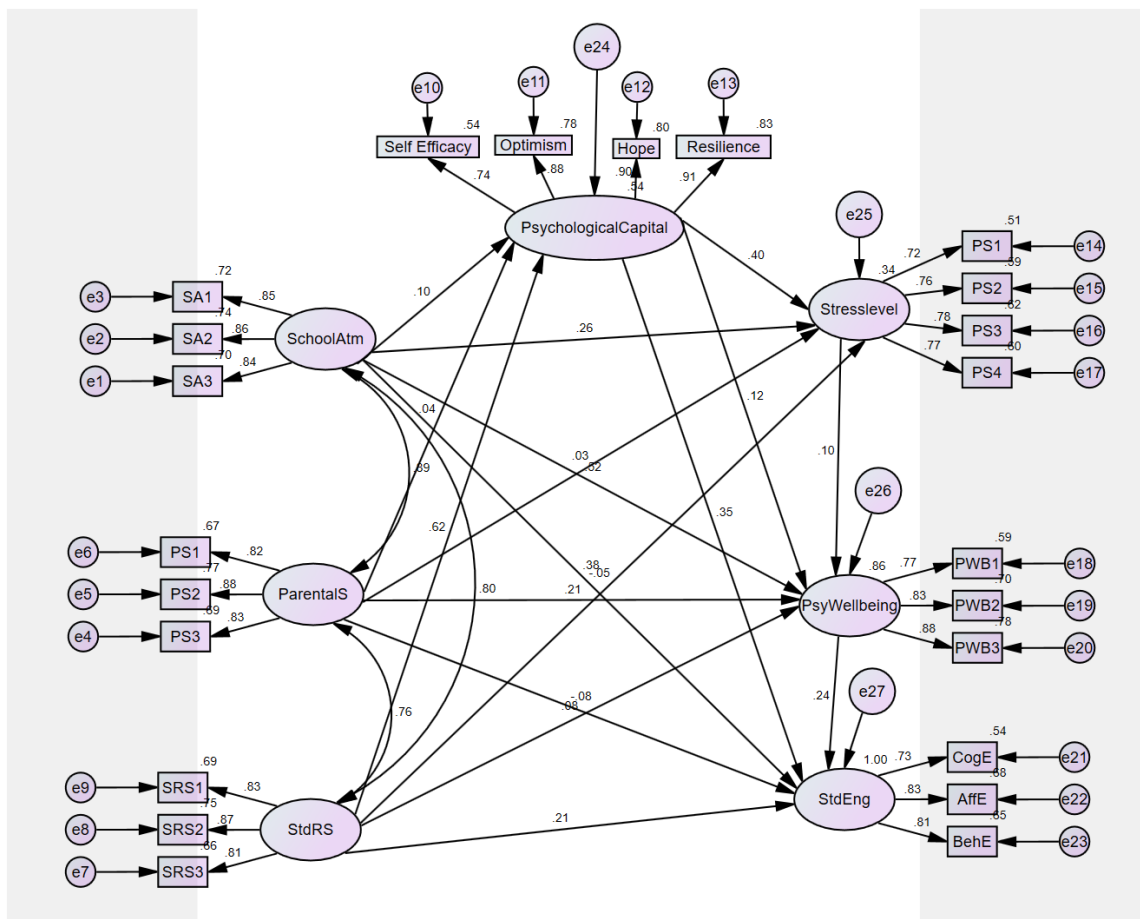 e24
e10
e11
e12
e13
.54
.78
.80
.83
Self Efficacy
Optimism
Hope
Resilience
.74
.88
.90
.54
.91
PsychologicalCapital
e25
.51
.72
PS1
e14
.40
.34
.59
.76
PS2
e15
Stresslevel
.62
.78
PS3
e16
.60
.77
PS4
e17
.72
e3
SA1
.85
.10
.74
e2
SA2
.86
SchoolAtm
.26
.70
e1
SA3
.84
.04
.89
.12
.03
.52
.10
e26
.62
.35
.67
e6
PS1
.82
.77
e5
PS2
.88
ParentalS
.69
e4
PS3
.83
.38
-.05
.21
.80
.86
.77
.59
PWB1
e18
PsyWellbeing
.83
.70
PWB2
e19
.88
.78
PWB3
e20
.76
-.08
.08
.24
e27
.69
e9
SRS1
.83
.75
e8
SRS2
.87
StdRS
.66
e7
SRS3
.81
.21
1.00
.73
.54
CogE
e21
StdEng
.83
.68
AffE
e22
.81
.65
BehE
e23